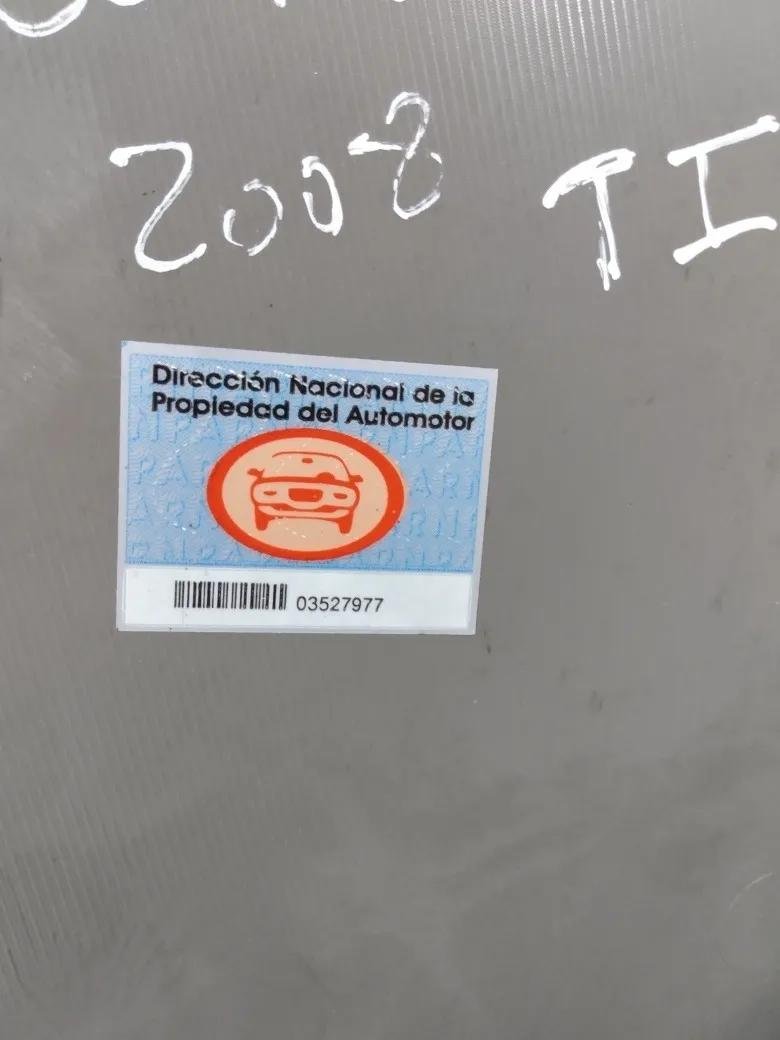 2008 TI
Dirección Nacional de la
Propiedad del Automotor
03527977